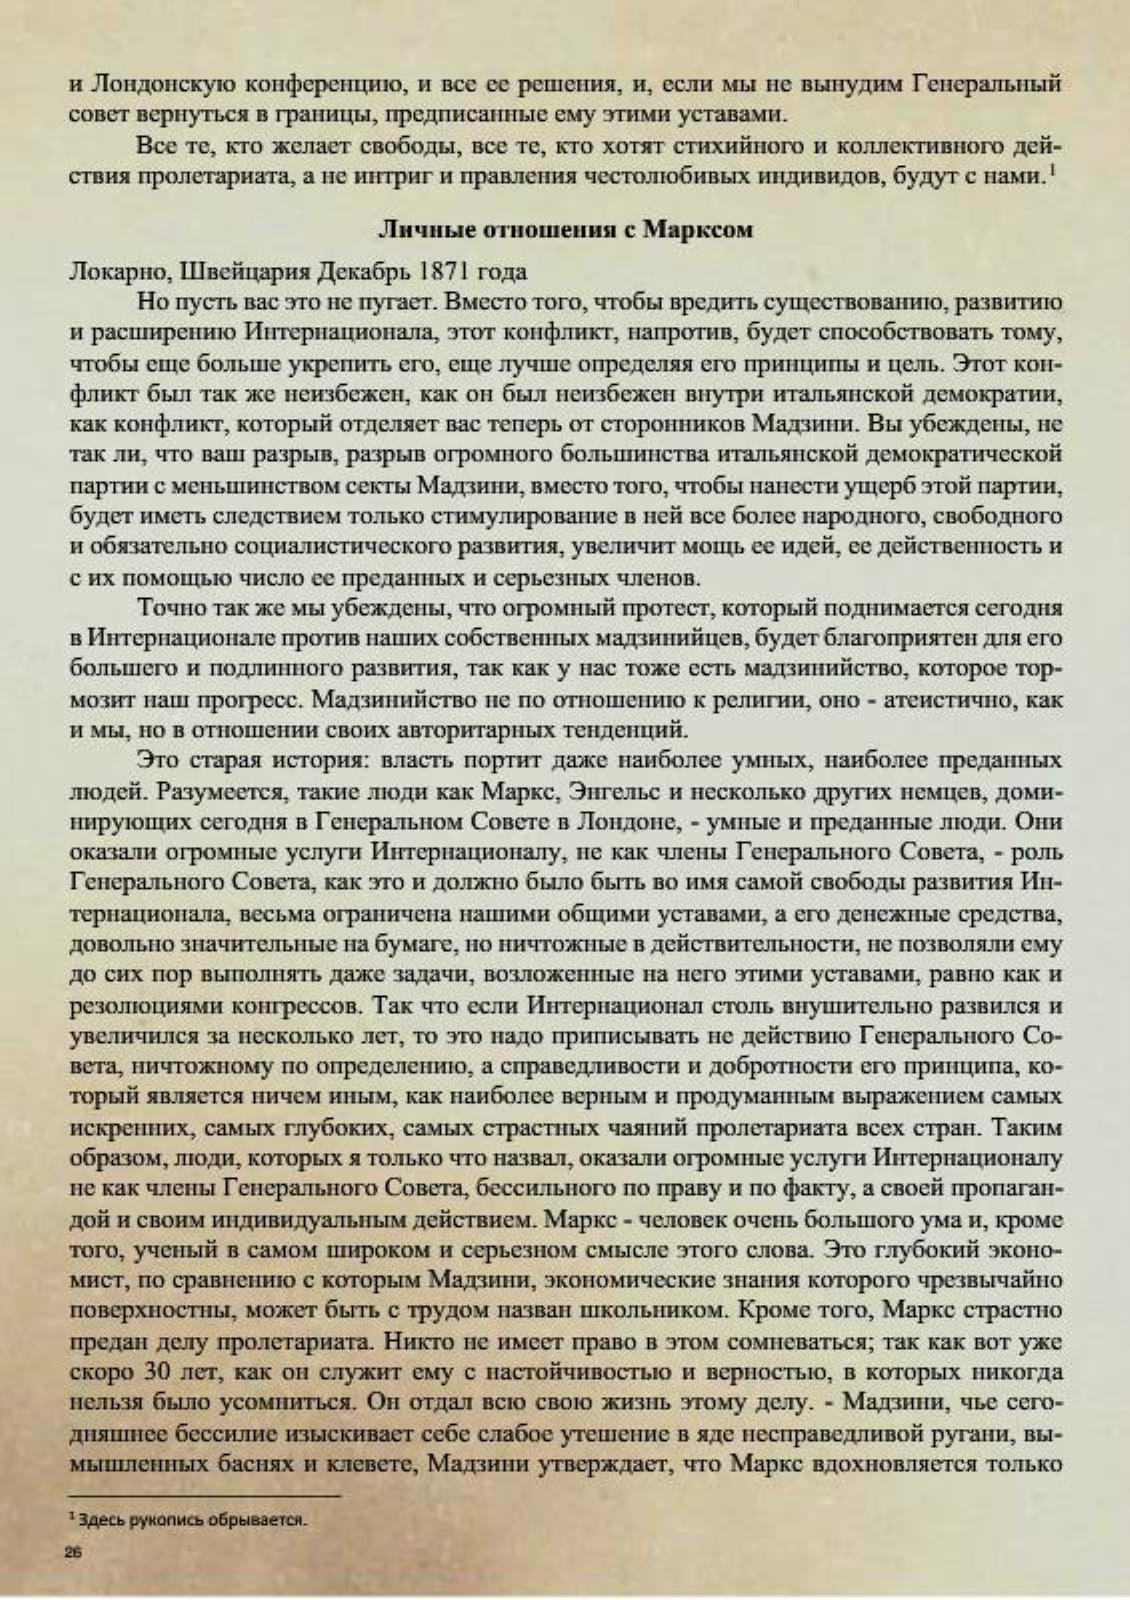 и Лондонскую конференцию, и все ее решения, и, если мы не вынудим Генеральный
совет вернуться в границы, предписанные ему этими уставами.
Все те, кто желает свободы, все те, кто хотят стихийного и коллективного дей-
ствия пролетариата, а не интриг и правления честолюбивых индивидов, будут с нами.¹
Личные отношения с Марксом
Локарно, Швейцария Декабрь 1871 года
Но пусть вас это не пугает. Вместо того, чтобы вредить существованию, развитию
и расширению Интернационала, этот конфликт, напротив, будет способствовать тому,
чтобы еще больше укрепить его, еще лучше определяя его принципы и цель. Этот кон-
фликт был так же неизбежен, как он был неизбежен внутри итальянской демократии,
как конфликт, который отделяет вас теперь от сторонников Мадзини. Вы убеждены, не
так ли, что ваш разрыв, разрыв огромного большинства итальянской демократической
партии с меньшинством секты Мадзини, вместо того, чтобы нанести ущерб этой партии,
будет иметь следствием только стимулирование в ней все более народного, свободного
и обязательно социалистического развития, увеличит мощь ее идей, ее действенность и
с их помощью число ее преданных и серьезных членов.
Точно так же мы убеждены, что огромный протест, который поднимается сегодня
в Интернационале против наших собственных мадзинийцев, будет благоприятен для его
большего и подлинного развития, так как у нас тоже есть мадзинийство, которое тор-
мозит наш прогресс. Мадзинийство не по отношению к религии, оно - атеистично, как
и мы, но в отношении своих авторитарных тенденций.
Это старая история: власть портит даже наиболее умных, наиболее преданных
людей. Разумеется, такие люди как Маркс, Энгельс и несколько других немцев, доми-
нирующих сегодня в Генеральном Совете в Лондоне, - умные и преданные люди. Они
оказали огромные услуги Интернационалу, не как члены Генерального Совета, - роль
Генерального Совета, как это и должно было быть во имя самой свободы развития Ин-
тернационала, весьма ограничена нашими общими уставами, а его денежные средства,
довольно значительные на бумаге, но ничтожные в действительности, не позволяли ему
до сих пор выполнять даже задачи, возложенные на него этими уставами, равно как и
резолюциями конгрессов. Так что если Интернационал столь внушительно развился и
увеличился за несколько лет, то это надо приписывать не действию Генерального Со-
вета, ничтожному по определению, а справедливости и добротности его принципа, ко-
торый является ничем иным, как наиболее верным и продуманным выражением самых
искренних, самых глубоких, самых страстных чаяний пролетариата всех стран. Таким
образом, люди, которых я только что назвал, оказали огромные услуги Интернационалу
не как члены Генерального Совета, бессильного по праву и по факту, а своей пропаган-
дой и своим индивидуальным действием. Маркс - человек очень большого ума и, кроме
того, ученый в самом широком и серьезном смысле этого слова. Это глубокий эконо-
мист, по сравнению с которым Мадзини, экономические знания которого чрезвычайно
поверхностны, может быть с трудом назван школьником. Кроме того, Маркс страстно
предан делу пролетариата. Никто не имеет право в этом сомневаться; так как вот уже
скоро 30 лет, как он служит ему с настойчивостью и верностью, в которых никогда
нельзя было усомниться. Он отдал всю свою жизнь этому делу. - Мадзини, чье сего-
дняшнее бессилие изыскивает себе слабое утешение в яде несправедливой ругани, вы-
мышленных баснях и клевете, Мадзини утверждает, что Маркс вдохновляется только
¹ Здесь рукопись обрывается.
26